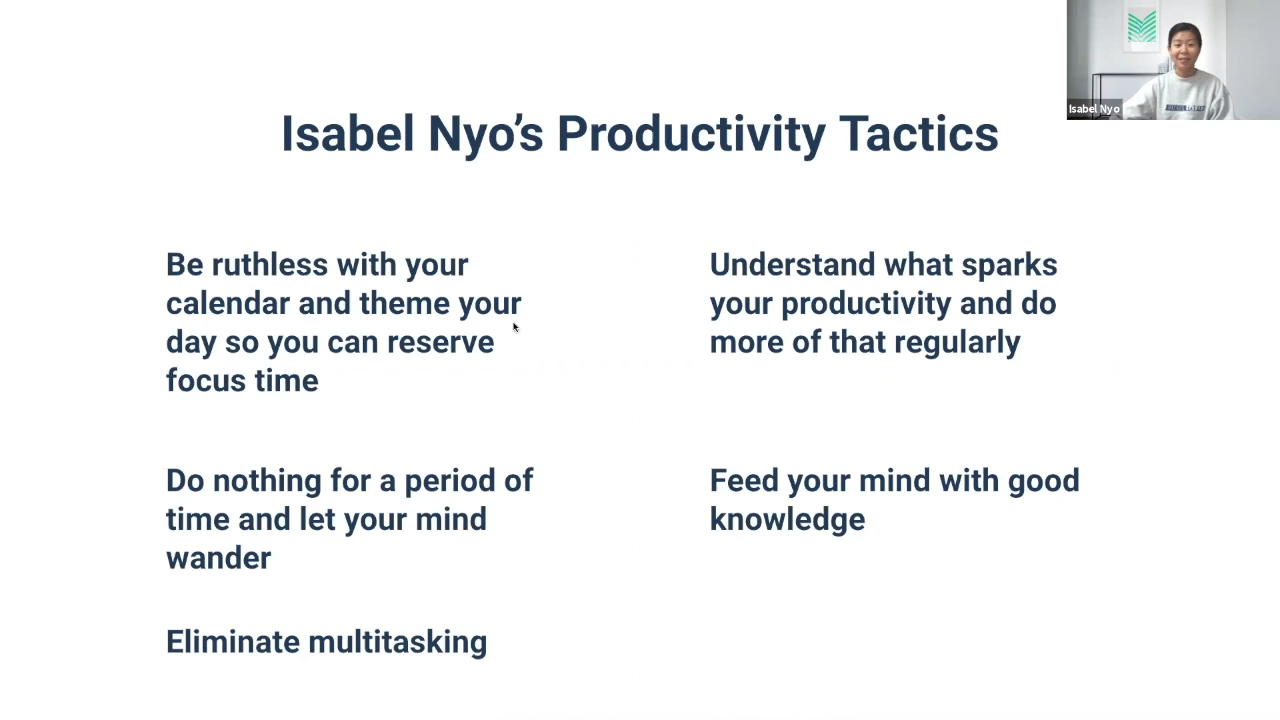 Isabel Nyo
Isabel Nyo’s Productivity Tactics
Be ruthless with your
calendar and theme your
day so you can reserve
focus time
Understand what sparks
your productivity and do
more of that regularly
Do nothing for a period of
time and let your mind
wander
Feed your mind with good
knowledge
Eliminate multitasking